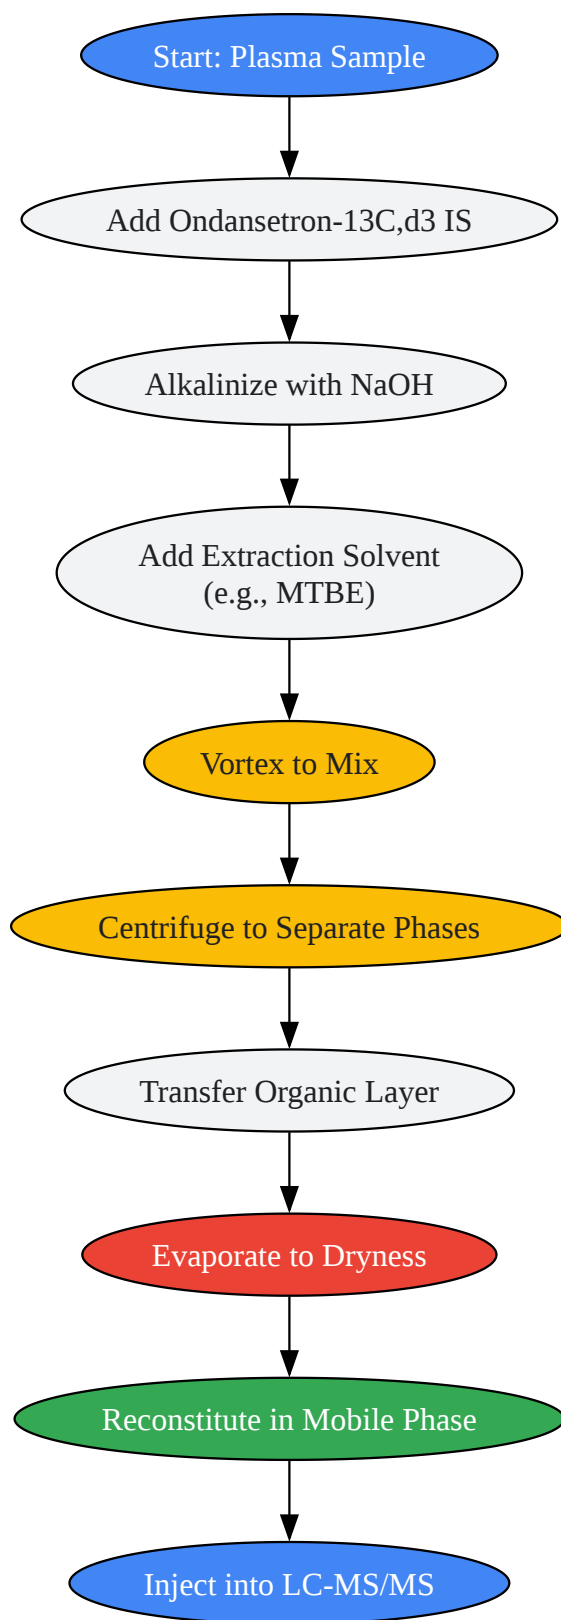 Start: Plasma Sample
Add Ondansetron-13C,d3 IS
Alkalinize with NaOH
Add Extraction Solvent
(e.g., MTBE)
Vortex to Mix
Centrifuge to Separate Phases
Transfer Organic Layer
Evaporate to Dryness
Reconstitute in Mobile Phase
Inject into LC-MS/MS